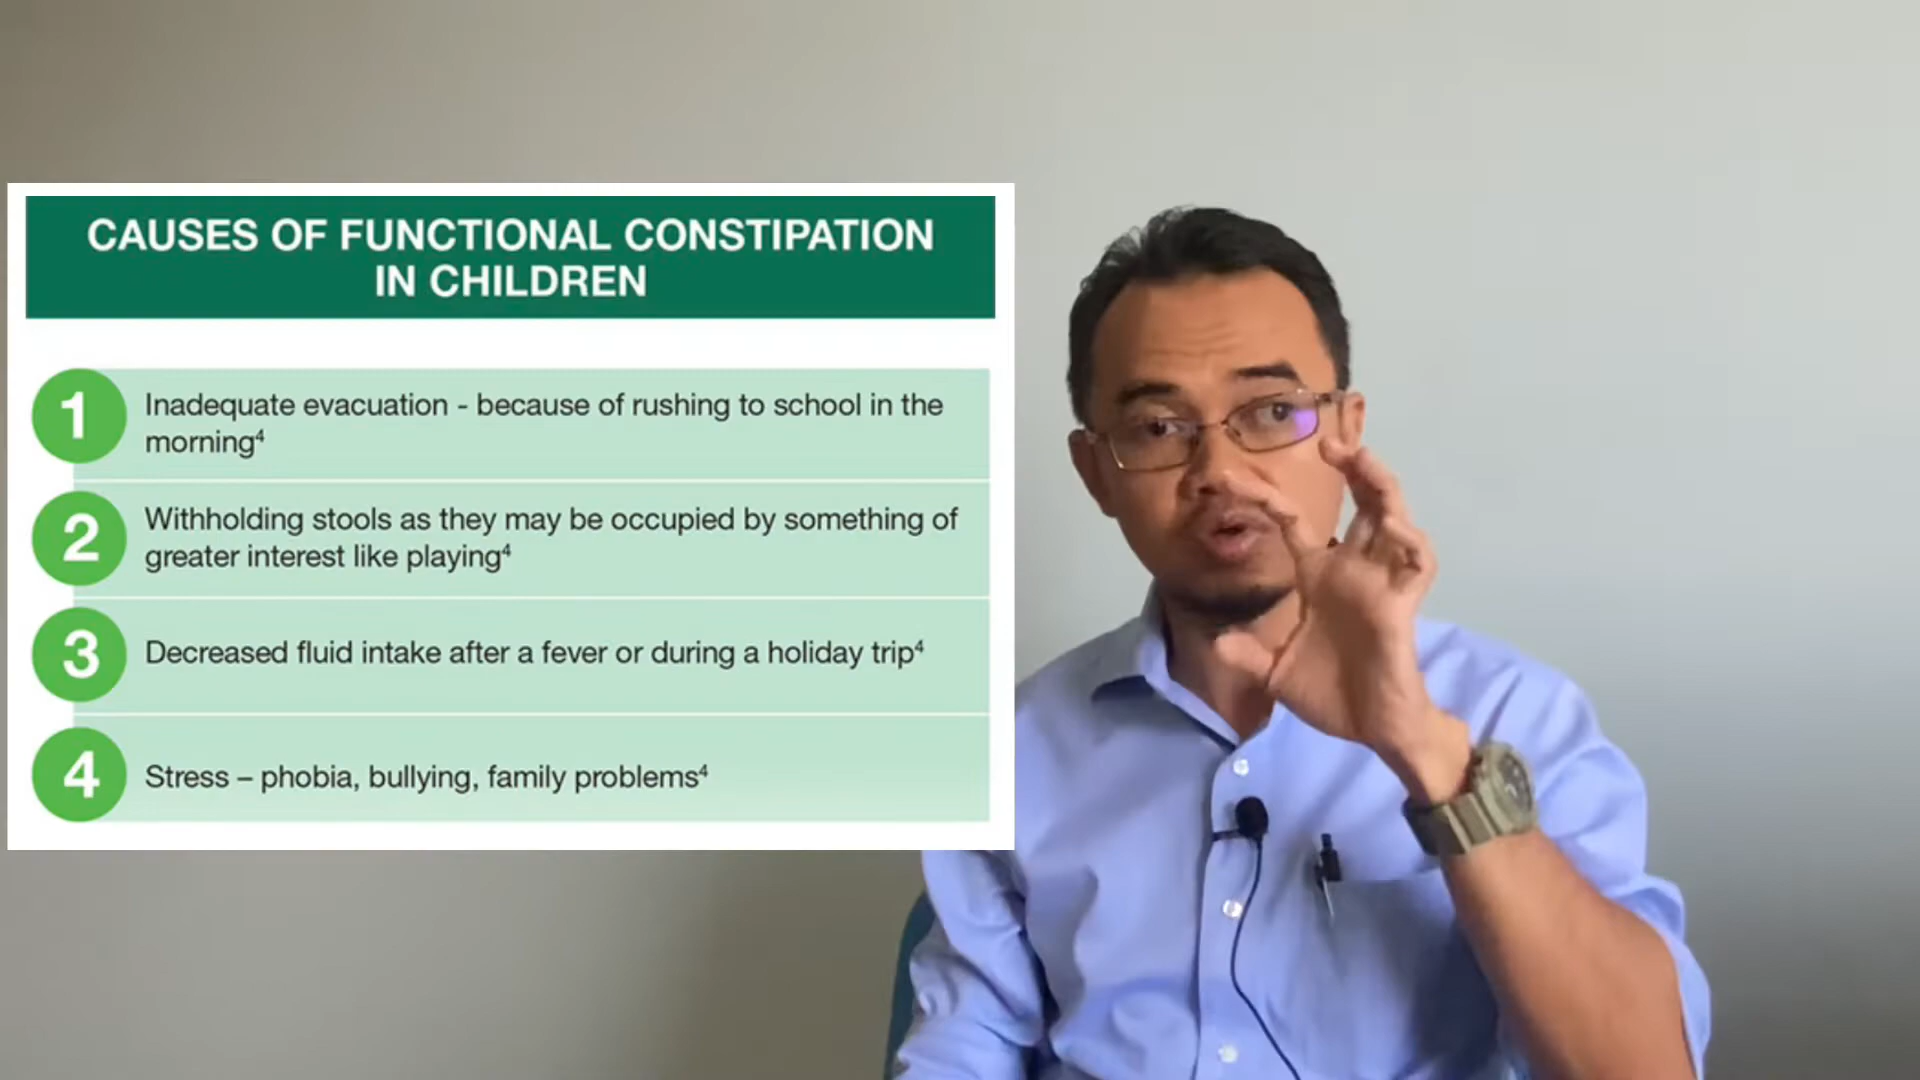 CAUSES OF FUNCTIONAL CONSTIPATION
IN CHILDREN
1 Inadequate evacuation - because of rushing to school in the
morning⁴
2 Withholding stools as they may be occupied by something of
greater interest like playing⁴
3 Decreased fluid intake after a fever or during a holiday trip⁴
4 Stress – phobia, bullying, family problems⁴